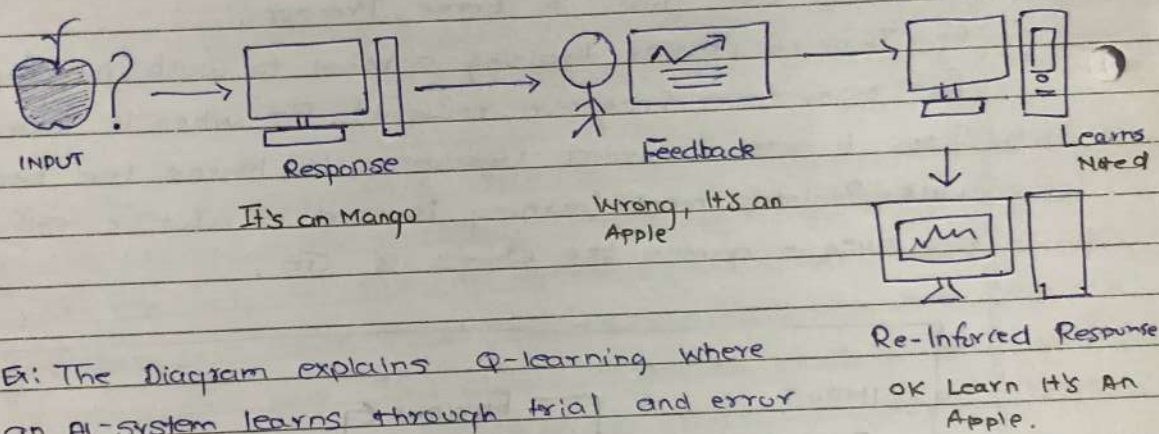 ?
INPUT
Response
Feedback
Learns
Noted
It's an Mango
Wrong, It's an
Apple
Re-Inforced Response
OK Learn It's An
Apple.
Ex: The Diagram explains Q-learning where
an AI-system learns through trial and error